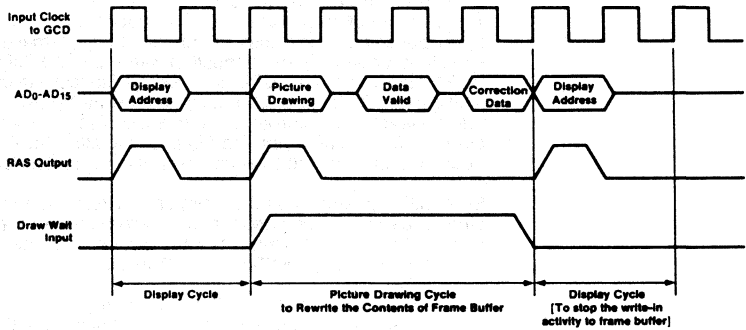 Input Clock
to GCD
AD0-AD15
Display
Address
Picture
Drawing
Data
Valid
Correction
Data
Display
Address
RAS Output
Draw Wait
Input
Display Cycle
Picture Drawing Cycle
to Rewrite the Contents of Frame Buffer
Display Cycle
[To stop the write-in
activity to frame buffer]